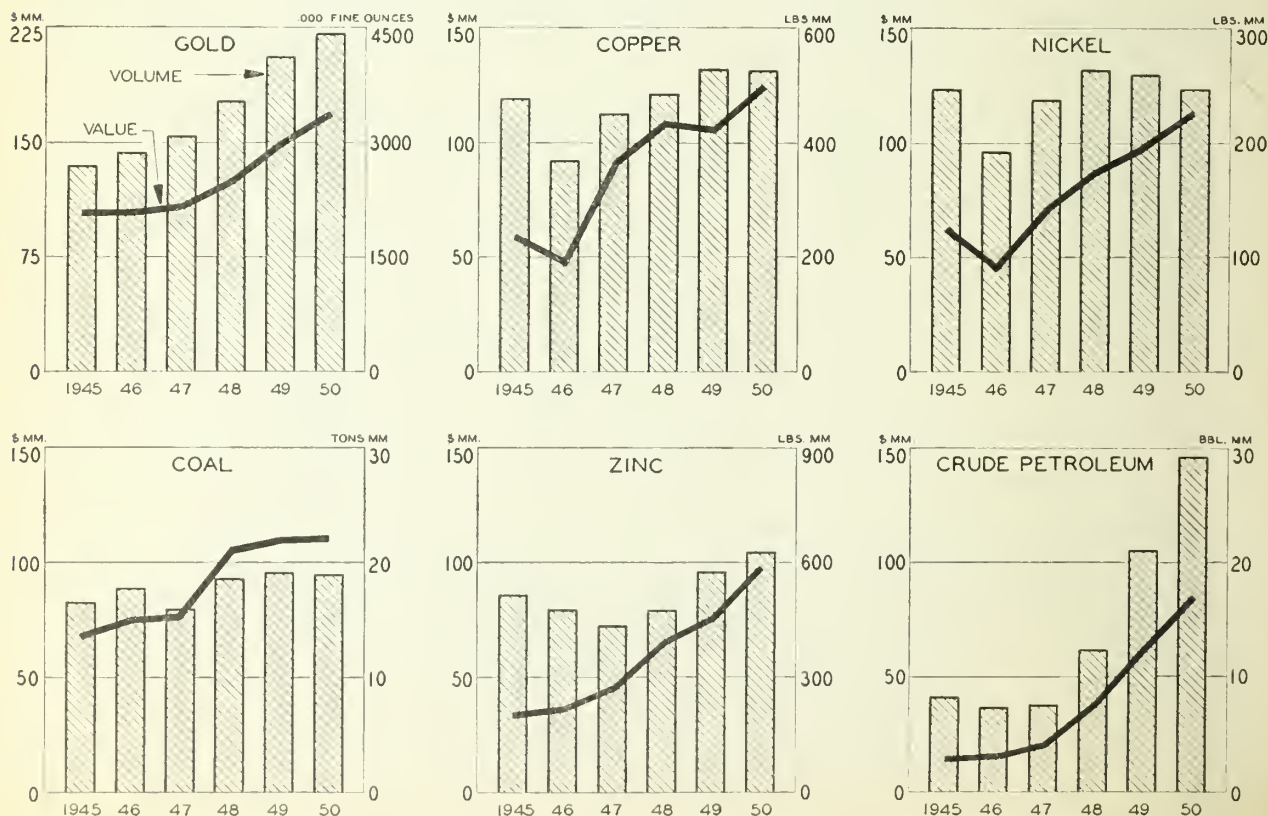 $ MM. .000 FINE OUNCES
GOLD
225 4500
VOLUME
VALUE
150 3000
75 1500
0 0
1945 46 47 48 49 50
$ MM LBS MM
COPPER
150 600
100 400
50 200
0 0
1945 46 47 48 49 50
$ MM LBS. MM
NICKEL
150 300
100 200
50 100
0 0
1945 46 47 48 49 50
$ MM. TONS MM
COAL
150 30
100 20
50 10
0 0
1945 46 47 48 49 50
$ MM. LBS. MM
ZINC
150 900
100 600
50 300
0 0
1945 46 47 48 49 50
$ MM BBL. MM
CRUDE PETROLEUM
150 30
100 20
50 10
0 0
1945 46 47 48 49 50